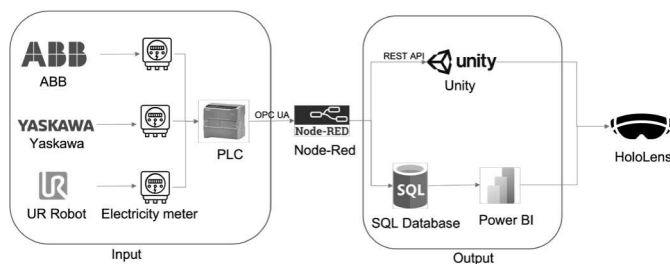 ABB
ABB
YASKAWA
Yaskawa
UR
UR Robot
Electricity meter
PLC
Input
OPC UA
Node-RED
Node-Red
REST API
unity
Unity
SQL
SQL Database
Power BI
Output
HoloLens